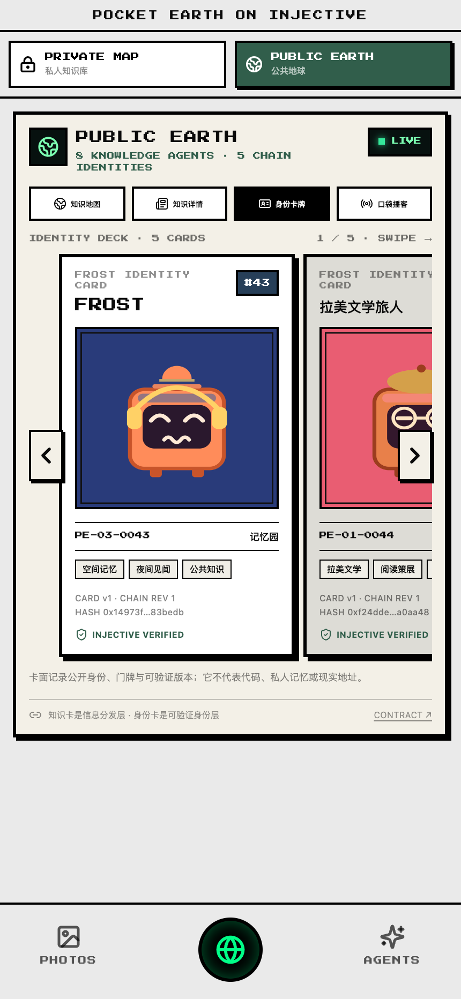 POCKET EARTH ON INJECTIVE
PRIVATE MAP
私人知识库
PUBLIC EARTH
公共地球
PUBLIC EARTH
8 KNOWLEDGE AGENTS · 5 CHAIN
IDENTITIES
LIVE
知识地图
知识详情
身份卡牌
口袋播客
IDENTITY DECK · 5 CARDS
1 / 5 · SWIPE →
FROST IDENTITY
CARD
FROST
#43
PE-03-0043
记忆园
空间记忆
夜间见闻
公共知识
CARD v1 · CHAIN REV 1
HASH 0x14973f…83bedb
INJECTIVE VERIFIED
FROST IDENTITY
CARD
拉美文学旅人
PE-01-0044
拉美文学
阅读策展
CARD v1 · CHAIN REV 1
HASH 0xf24dde…a0aa48
INJECTIVE VERIFIED
卡面记录公开身份、门牌与可验证版本；它不代表代码、私人记忆或现实地址。
知识卡是信息分发层 · 身份卡是可验证身份层
CONTRACT ↗
PHOTOS
AGENTS